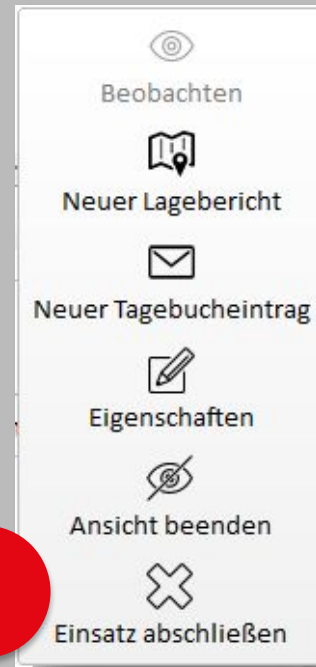 Beobachten
Neuer Lagebericht
Neuer Tagebucheintrag
Eigenschaften
Ansicht beenden
Einsatz abschließen